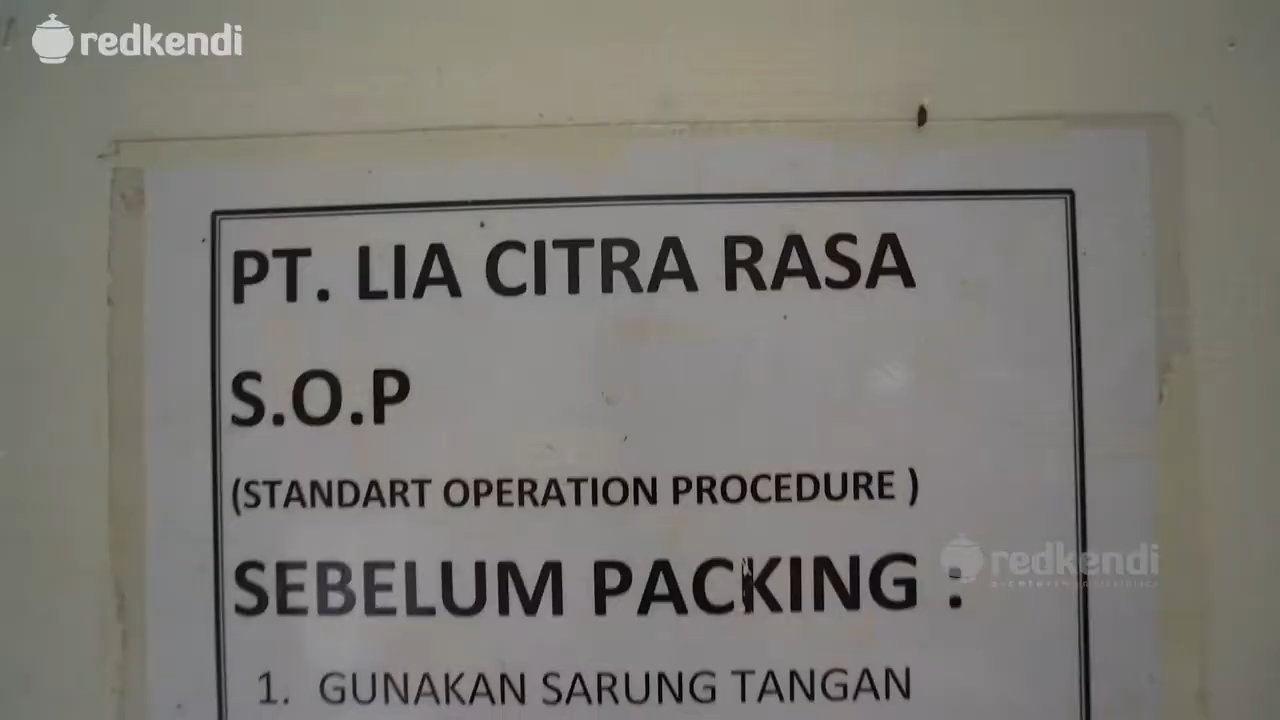 redkendi
PT. LIA CITRA RASA
S.O.P
(STANDART OPERATION PROCEDURE )
SEBELUM PACKING :
redkendi
1. GUNAKAN SARUNG TANGAN